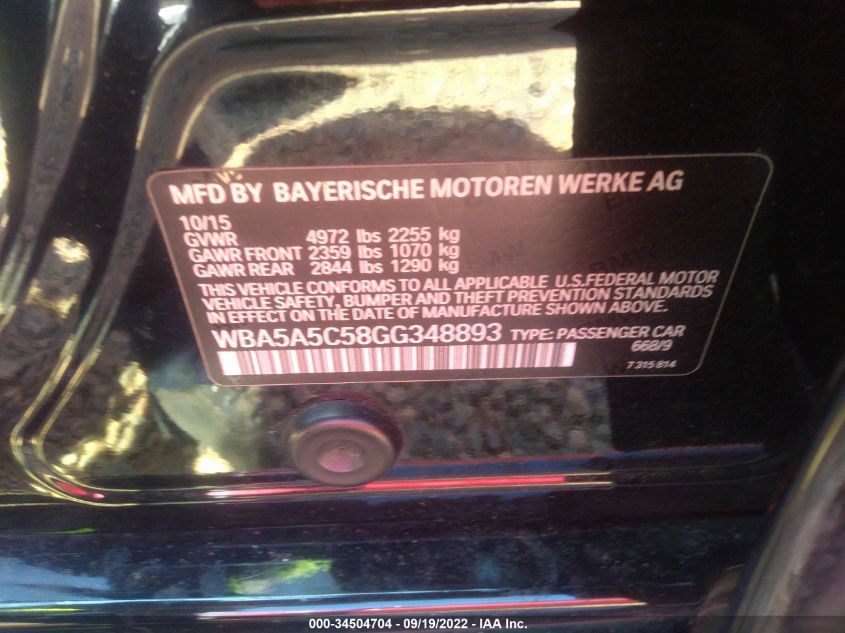 MFD BY BAYERISCHE MOTOREN WERKE AG
10/15
GVWR 4972 lbs 2255 kg
GAWR FRONT 2359 lbs 1070 kg
GAWR REAR 2844 lbs 1290 kg
THIS VEHICLE CONFORMS TO ALL APPLICABLE U.S.FEDERAL MOTOR
VEHICLE SAFETY, BUMPER AND THEFT PREVENTION STANDARDS
IN EFFECT ON THE DATE OF MANUFACTURE SHOWN ABOVE.
WBA5A5C58GG348893 TYPE: PASSENGER CAR
668/9
7 315 814
000-34504704 - 09/19/2022 - IAA Inc.